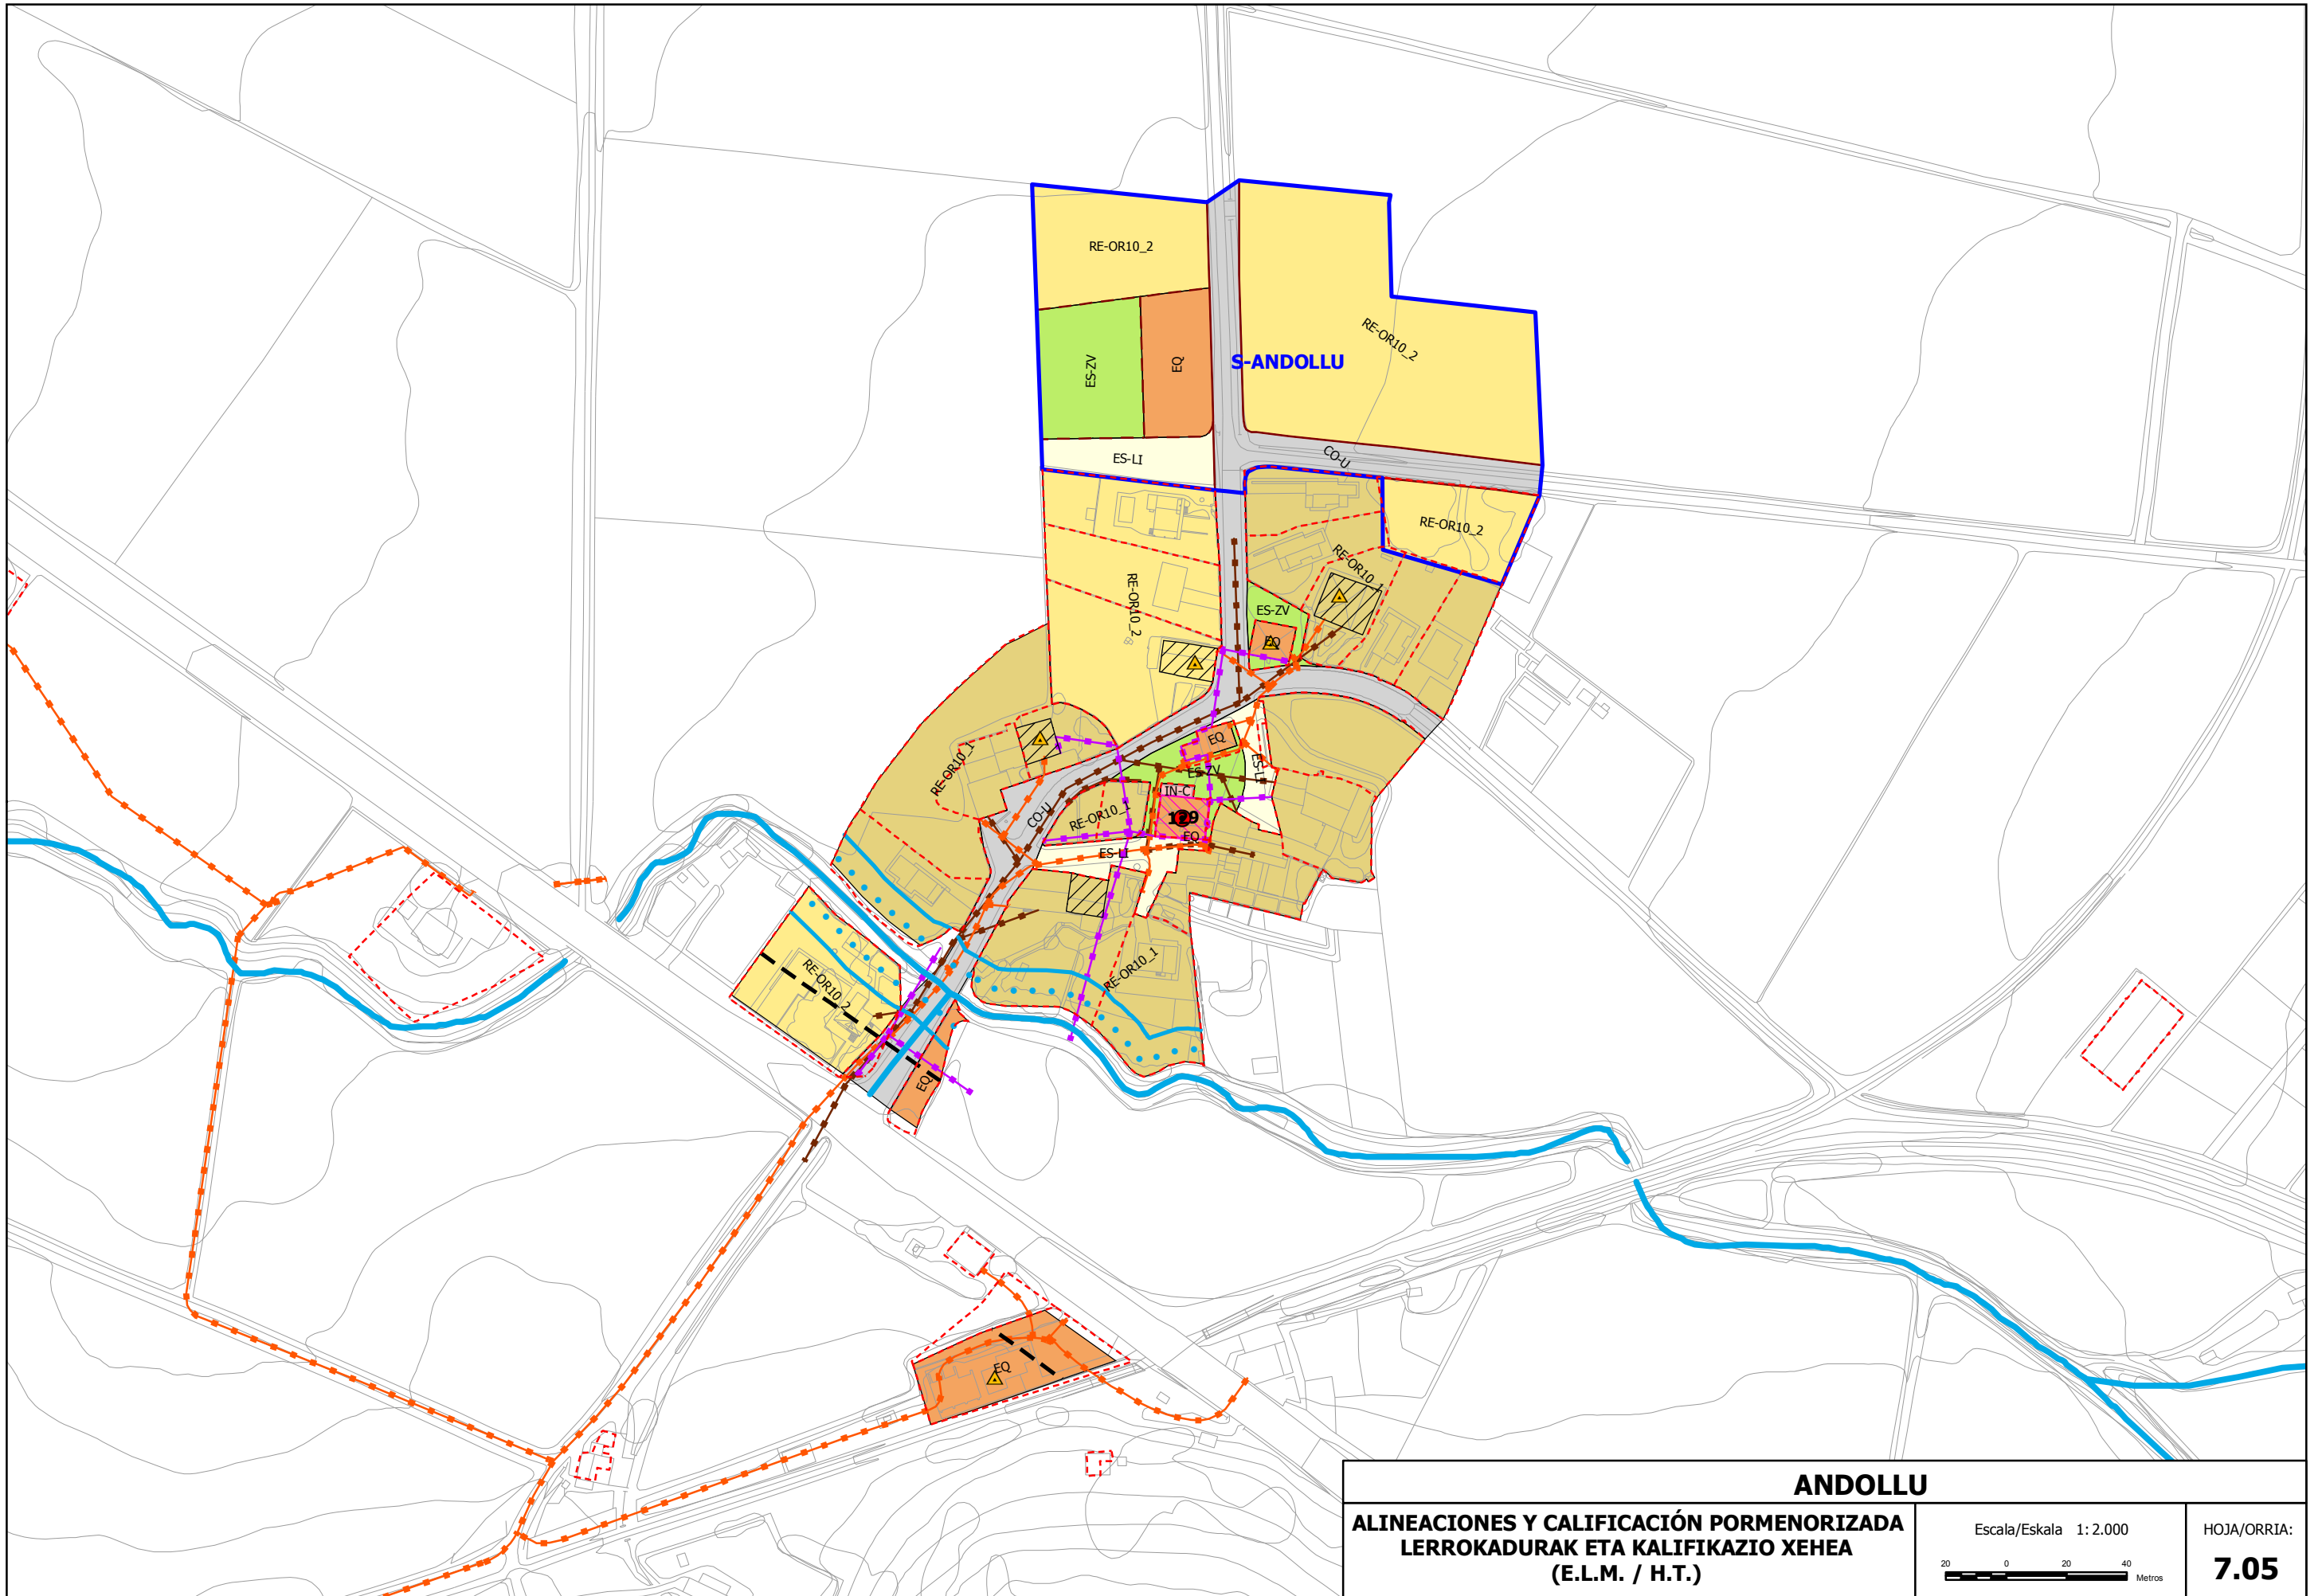 RE-OR10_2
RE-OR10_2
ES-ZV
EQ
S-ANDOLLU
ES-LI
CO-U
RE-OR10_2
RE-OR10_1
RE-OR10_2
ES-ZV
EQ
EQ
RE-OR10_1
ES-ZV
ES-LI
IN-C
CO-U
RE-OR10_1
129
EQ
ES-LI
RE-OR10_2
RE-OR10_1
EQ
EQ
ANDOLLU
ALINEACIONES Y CALIFICACIÓN PORMENORIZADA
LERROKADURAK ETA KALIFIKAZIO XEHEA
(E.L.M. / H.T.)
Escala/Eskala 1:2.000
20 0 20 40
Metros
HOJA/ORRIA:
7.05